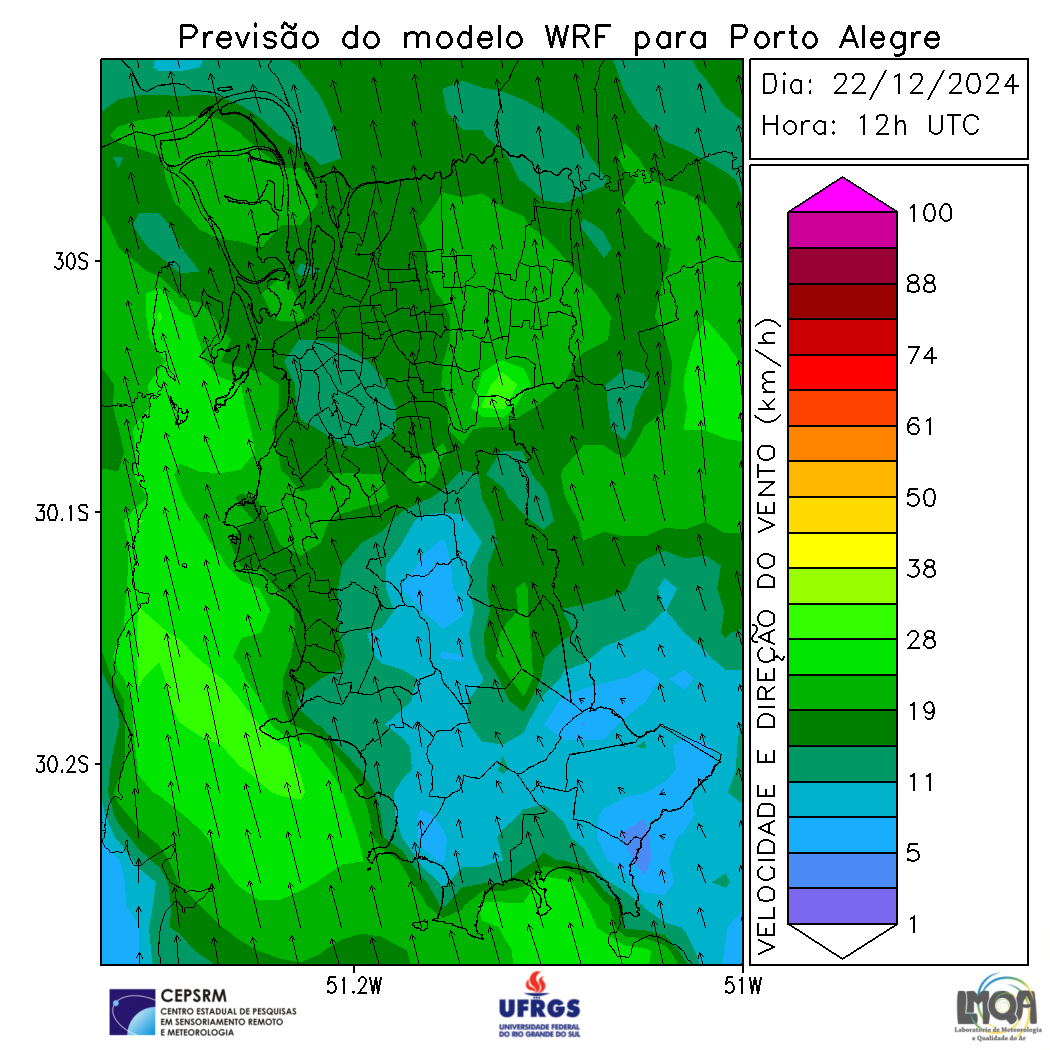 Previsão do modelo WRF para Porto Alegre
Dia: 22/12/2024
Hora: 12h UTC
30S
30.1S
30.2S
51.2W
51W
VELOCIDADE E DIREÇÃO DO VENTO (km/h)
100
88
74
61
50
38
28
19
11
5
1
CEPSRM
CENTRO ESTADUAL DE PESQUISAS
EM SENSORIAMENTO REMOTO
E METEOROLOGIA
UFRGS
UNIVERSIDADE FEDERAL
DO RIO GRANDE DO SUL
LMQA
Laboratório de Meteorologia
e Qualidade do Ar